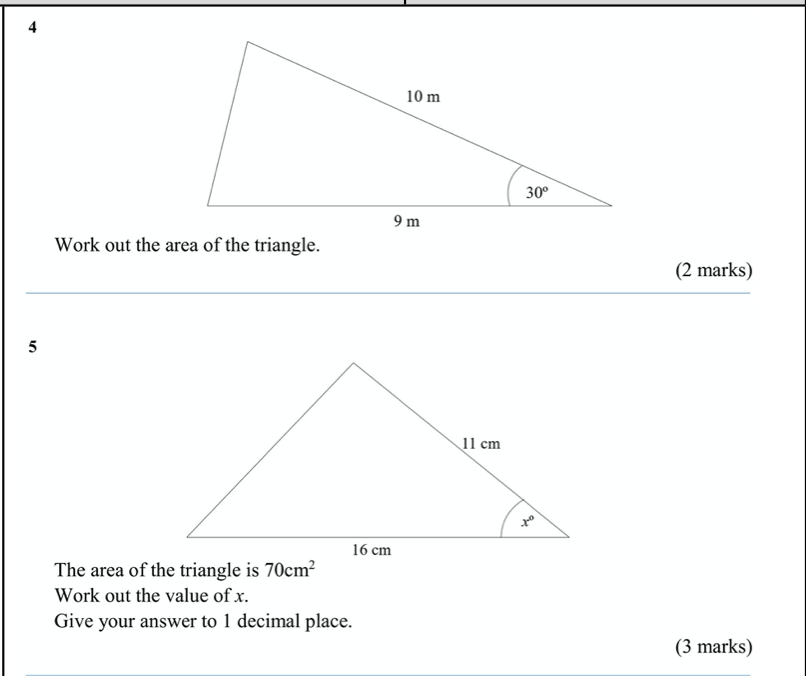 4
10 m
30º
9 m
Work out the area of the triangle.
(2 marks)
5
11 cm
xº
16 cm
The area of the triangle is 70cm²
Work out the value of x.
Give your answer to 1 decimal place.
(3 marks)